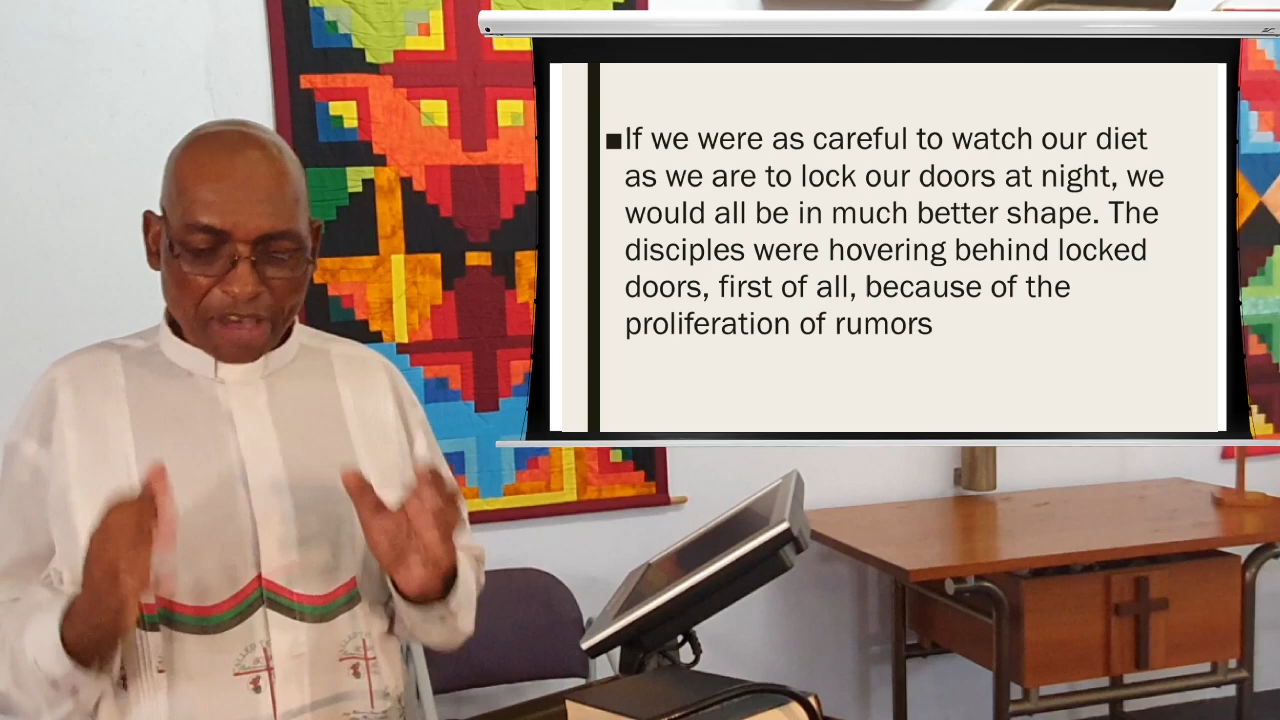 ■If we were as careful to watch our diet
as we are to lock our doors at night, we
would all be in much better shape. The
disciples were hovering behind locked
doors, first of all, because of the
proliferation of rumors